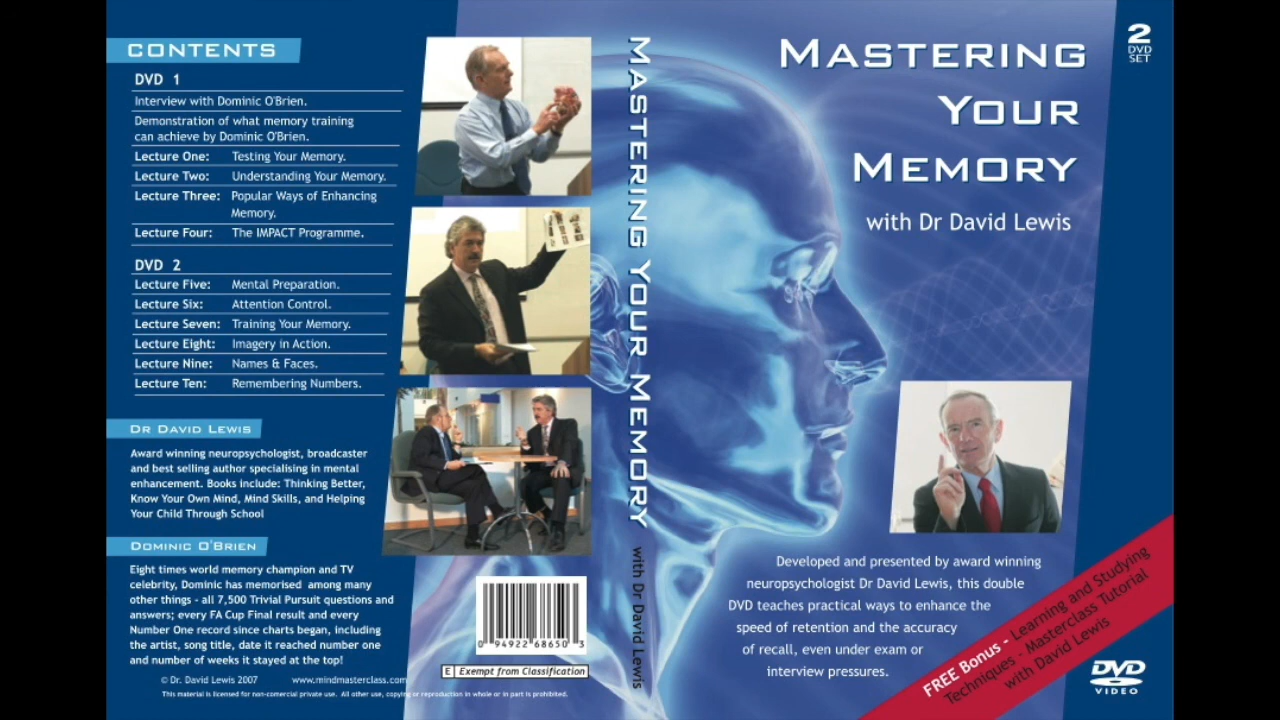 CONTENTS
DVD 1
Interview with Dominic O'Brien.
Demonstration of what memory training
can achieve by Dominic O'Brien.
Lecture One: Testing Your Memory.
Lecture Two: Understanding Your Memory.
Lecture Three: Popular Ways of Enhancing
Memory.
Lecture Four: The IMPACT Programme.
DVD 2
Lecture Five: Mental Preparation.
Lecture Six: Attention Control.
Lecture Seven: Training Your Memory.
Lecture Eight: Imagery in Action.
Lecture Nine: Names & Faces.
Lecture Ten: Remembering Numbers.
DR DAVID LEWIS
Award winning neuropsychologist, broadcaster
and best selling author specialising in mental
enhancement. Books include: Thinking Better,
Know Your Own Mind, Mind Skills, and Helping
Your Child Through School
DOMINIC O'BRIEN
Eight times world memory champion and TV
celebrity, Dominic has memorised among many
other things - all 7,500 Trivial Pursuit questions and
answers; every FA Cup Final result and every
Number One record since charts began, including
the artist, song title, date it reached number one
and number of weeks it stayed at the top!
© Dr. David Lewis 2007 www.mindmasterclass.com
This material is licensed for non-comercial private use. All other use, copying or reproduction in whole or in part is prohibited.
0 94922 68650 3
E Exempt from Classification
MASTERING YOUR MEMORY with Dr David Lewis
MASTERING
YOUR
MEMORY
with Dr David Lewis
2
DVD
SET
Developed and presented by award winning
neuropsychologist Dr David Lewis, this double
DVD teaches practical ways to enhance the
speed of retention and the accuracy
of recall, even under exam or
interview pressures.
FREE Bonus - Learning and Studying
Techniques - Masterclass Tutorial
with David Lewis
DVD
VIDEO